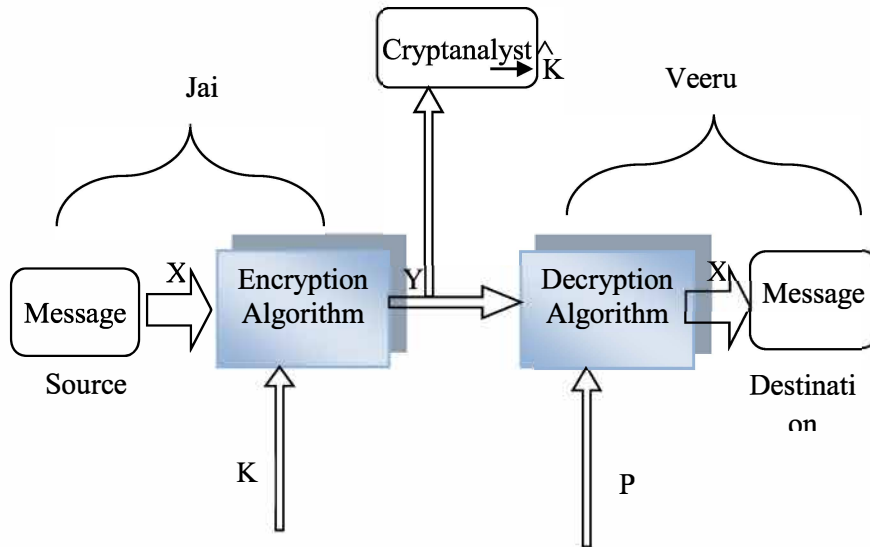 Cryptanalyst
^
K
Jai
Veeru
X
Encryption
Algorithm
Y
Decryption
Algorithm
X
Message
Message
Source
Destinati
on
K
P